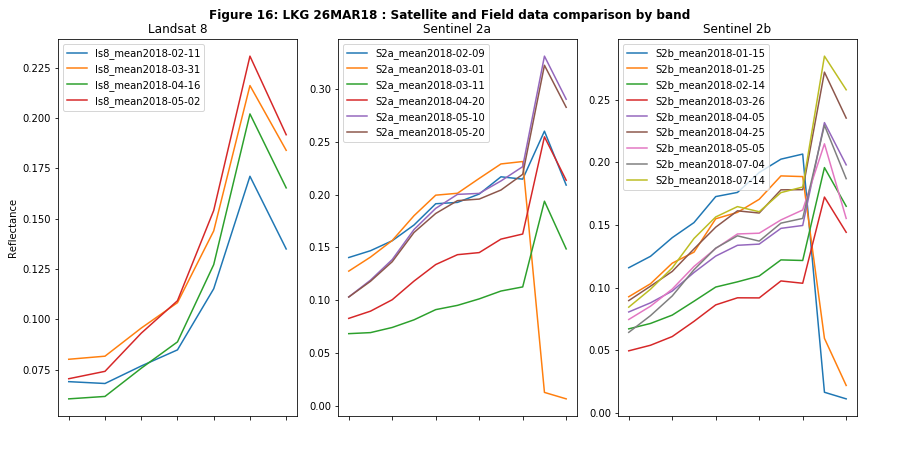 Figure 16: LKG 26MAR18 : Satellite and Field data comparison by band
Landsat 8
ls8_mean2018-02-11
ls8_mean2018-03-31
ls8_mean2018-04-16
ls8_mean2018-05-02
0.225
0.200
0.175
0.150
0.125
0.100
0.075
Reflectance
Sentinel 2a
S2a_mean2018-02-09
S2a_mean2018-03-01
S2a_mean2018-03-11
S2a_mean2018-04-20
S2a_mean2018-05-10
S2a_mean2018-05-20
0.30
0.25
0.20
0.15
0.10
0.05
0.00
Sentinel 2b
S2b_mean2018-01-15
S2b_mean2018-01-25
S2b_mean2018-02-14
S2b_mean2018-03-26
S2b_mean2018-04-05
S2b_mean2018-04-25
S2b_mean2018-05-05
S2b_mean2018-07-04
S2b_mean2018-07-14
0.25
0.20
0.15
0.10
0.05
0.00